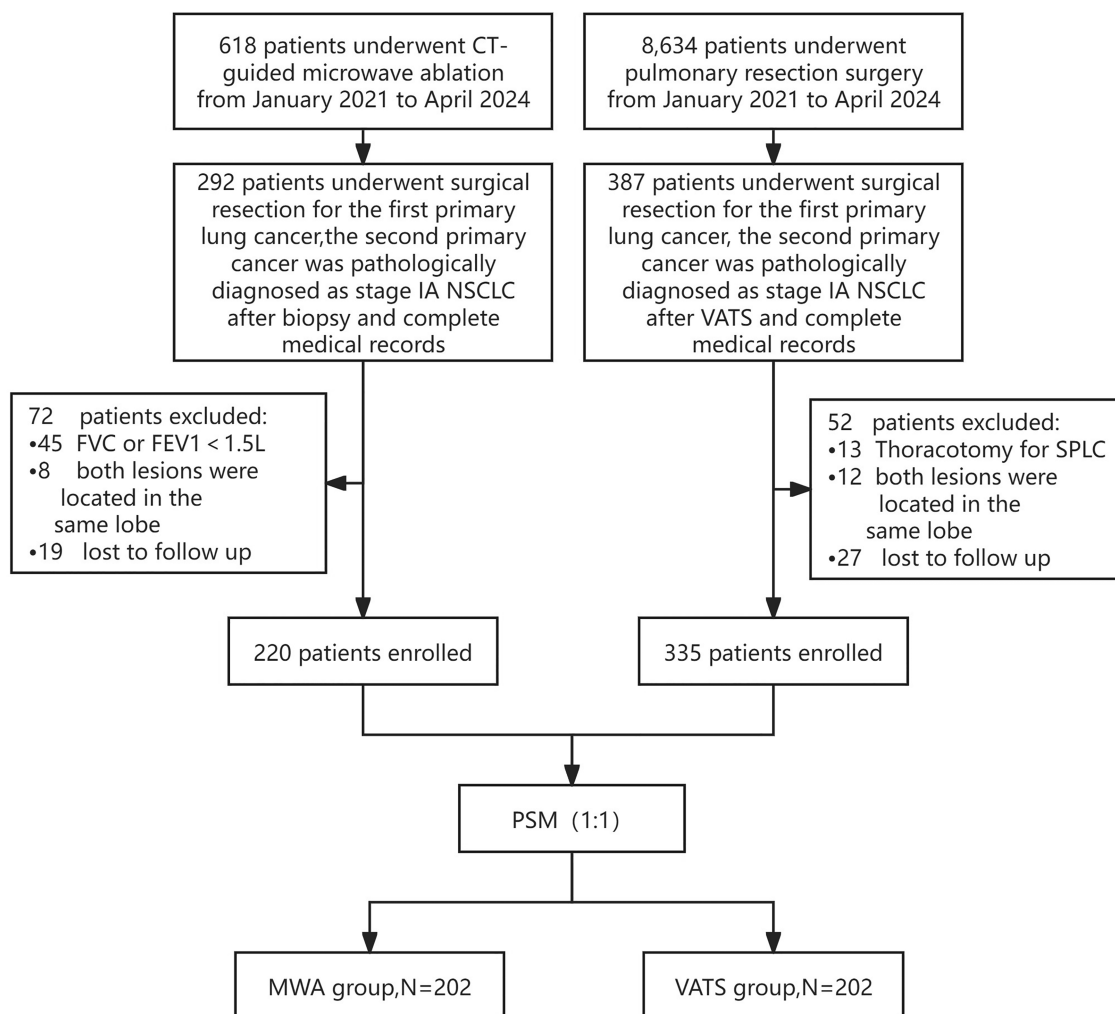 618 patients underwent CT-
guided microwave ablation
from January 2021 to April 2024
8,634 patients underwent
pulmonary resection surgery
from January 2021 to April 2024
292 patients underwent surgical
resection for the first primary
lung cancer,the second primary
cancer was pathologically
diagnosed as stage IA NSCLC
after biopsy and complete
medical records
387 patients underwent surgical
resection for the first primary
lung cancer, the second primary
cancer was pathologically
diagnosed as stage IA NSCLC
after VATS and complete
medical records
72 patients excluded:
•45 FVC or FEV1 < 1.5L
•8 both lesions were
located in the
same lobe
•19 lost to follow up
52 patients excluded:
•13 Thoracotomy for SPLC
•12 both lesions were
located in the
same lobe
•27 lost to follow up
220 patients enrolled
335 patients enrolled
PSM（1:1）
MWA group,N=202
VATS group,N=202